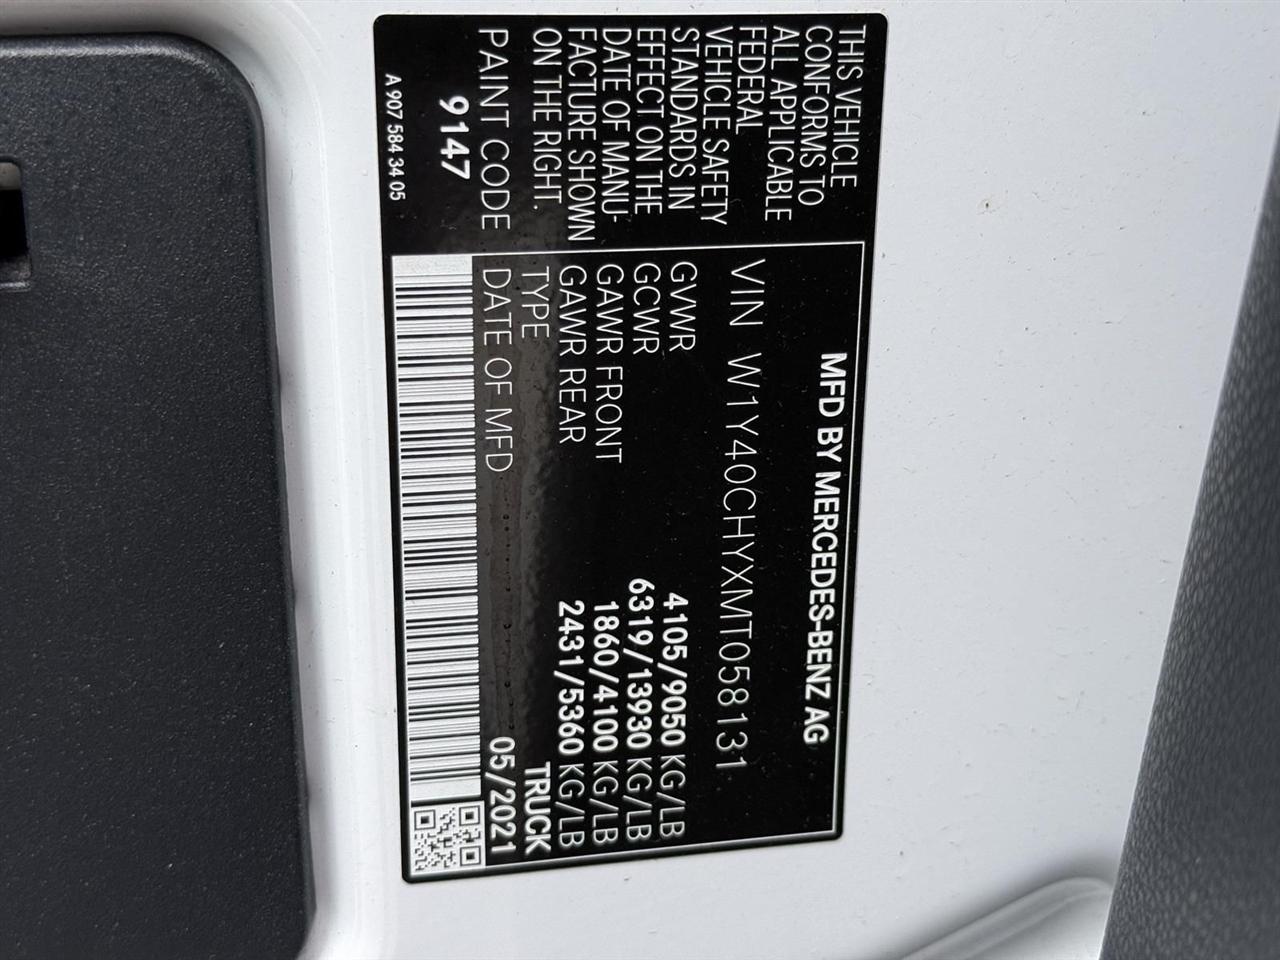 MFD BY MERCEDES-BENZ AG
THIS VEHICLE
CONFORMS TO
ALL APPLICABLE
FEDERAL
VEHICLE SAFETY
STANDARDS IN
EFFECT ON THE
DATE OF MANU-
FACTURE SHOWN
ON THE RIGHT.
PAINT CODE
9147
A 907 584 34 05
VIN W1Y40CHYXMT058131
GVWR 4105/9050 KG/LB
GCWR 6319/13930 KG/LB
GAWR FRONT 1860/4100 KG/LB
GAWR REAR 2431/5360 KG/LB
TYPE TRUCK
DATE OF MFD 05/2021